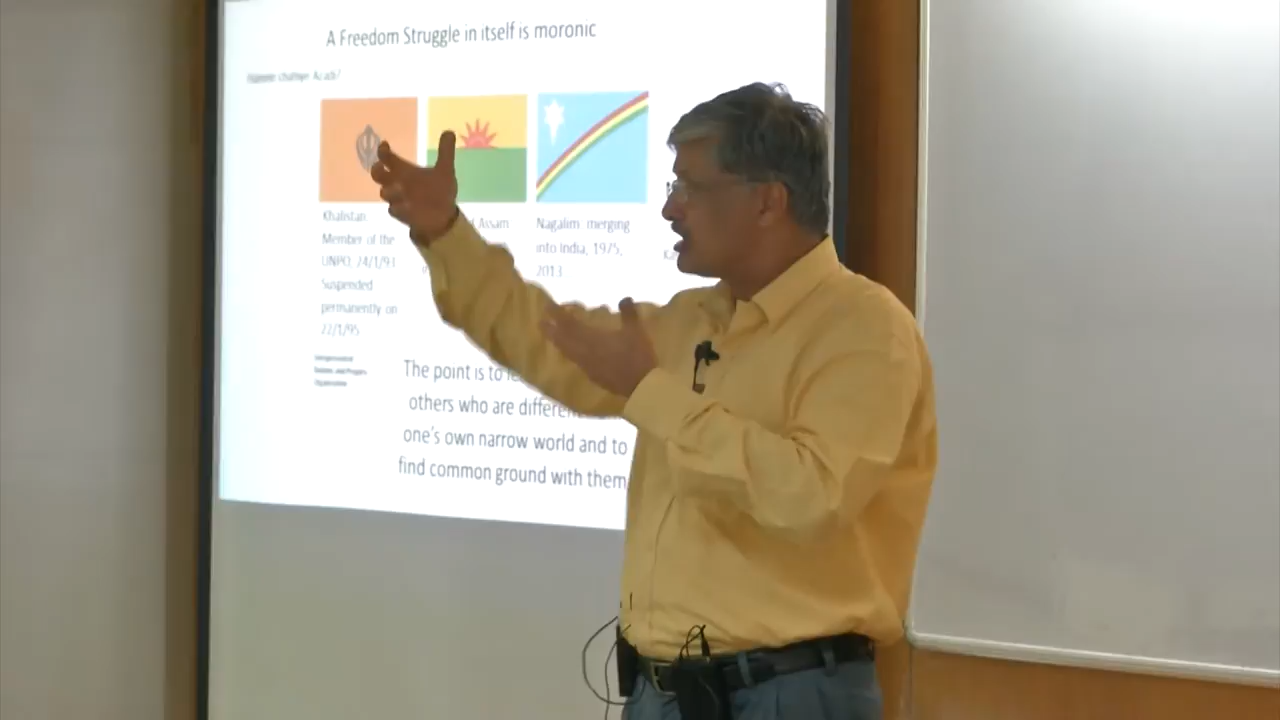 A Freedom Struggle in itself is moronic
Khalistan
Member of the
UNPO, 24/1/93
Suspended
permanently on
22/1/95
Assam
Nagalim merging
into India, 1975,
2013
The point is to
others who are
one's own narrow world and to
find common ground with them